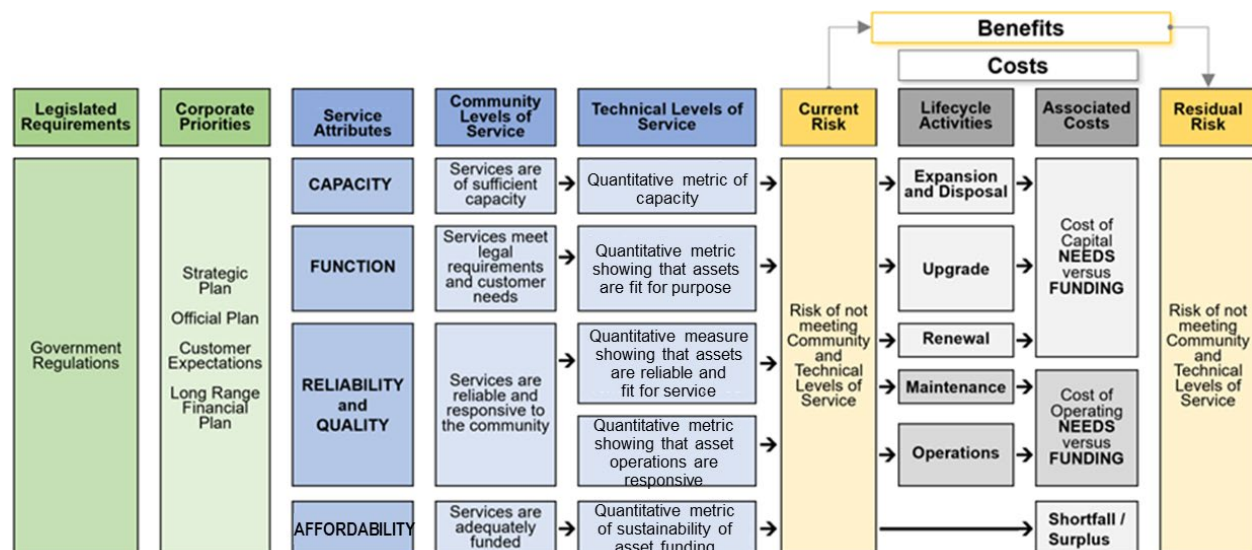 Benefits
Costs
Legislated
Requirements
Corporate
Priorities
Service
Attributes
Community
Levels of
Service
Technical Levels of
Service
Current
Risk
Lifecycle
Activities
Associated
Costs
Residual
Risk
Government
Regulations
Strategic
Plan
Official Plan
Customer
Expectations
Long Range
Financial
Plan
CAPACITY
Services are
of sufficient
capacity
Quantitative metric of
capacity
FUNCTION
Services meet
legal
requirements
and customer
needs
Quantitative metric
showing that assets
are fit for purpose
RELIABILITY
and
QUALITY
Services are
reliable and
responsive to
the community
Quantitative measure
showing that assets
are reliable and
fit for service
Quantitative metric
showing that asset
operations are
responsive
AFFORDABILITY
Services are
adequately
funded
Quantitative metric
of sustainability of
asset funding
Risk of not
meeting
Community
and
Technical
Levels of
Service
Expansion
and Disposal
Upgrade
Renewal
Maintenance
Operations
Cost of
Capital
NEEDS
versus
FUNDING
Cost of
Operating
NEEDS
versus
FUNDING
Shortfall /
Surplus
Risk of not
meeting
Community
and
Technical
Levels of
Service